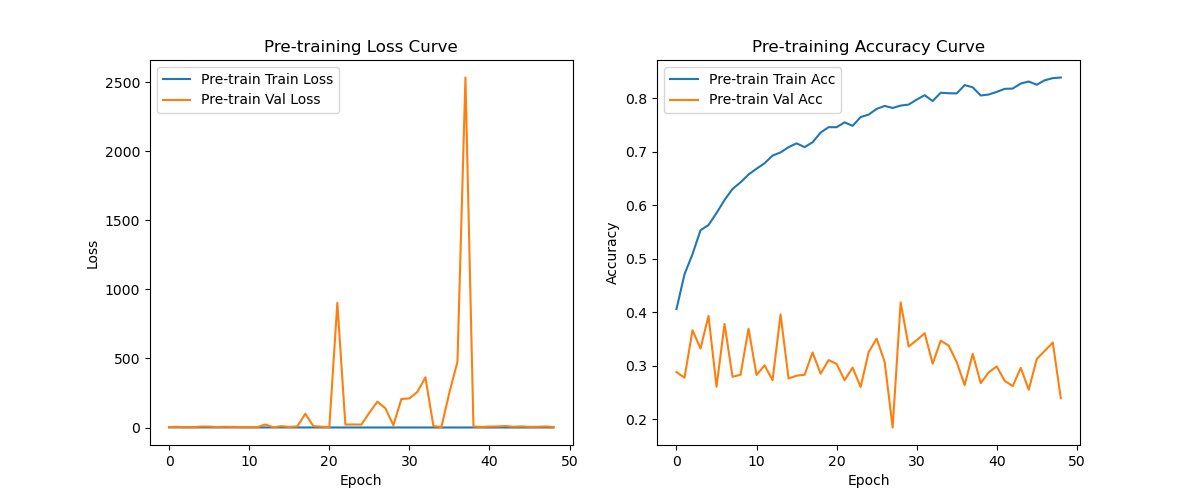 Pre-training Loss Curve
Pre-train Train Loss
Pre-train Val Loss
2500
2000
1500
1000
500
0
Loss
0 10 20 30 40 50
Epoch
Pre-training Accuracy Curve
Pre-train Train Acc
Pre-train Val Acc
0.8
0.7
0.6
0.5
0.4
0.3
0.2
Accuracy
0 10 20 30 40 50
Epoch